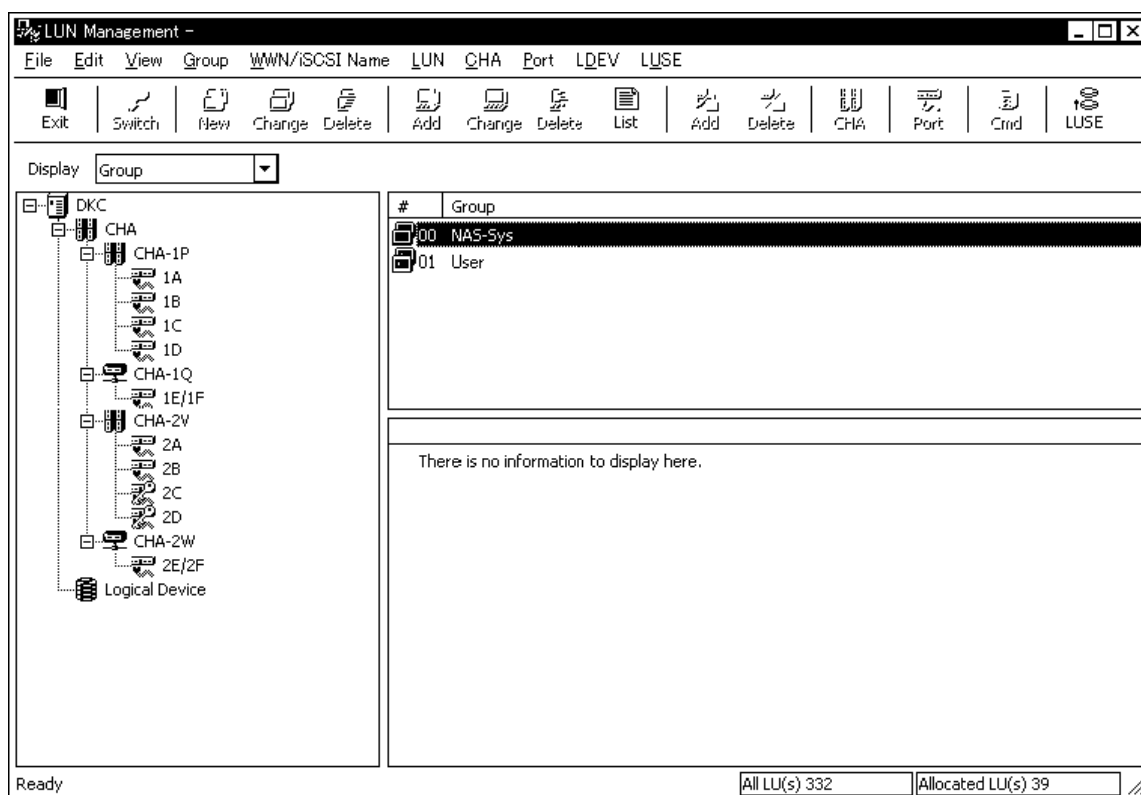 LUN Management -
File Edit View Group WWN/iSCSI Name LUN CHA Port LDEV LUSE
Exit Switch New Change Delete Add Change Delete List Add Delete CHA Port Cmd LUSE
Display Group
DKC
CHA
CHA-1P
1A
1B
1C
1D
CHA-1Q
1E/1F
CHA-2V
2A
2B
2C
2D
CHA-2W
2E/2F
Logical Device
# Group
00 NAS-Sys
01 User
There is no information to display here.
Ready All LU(s) 332 Allocated LU(s) 39